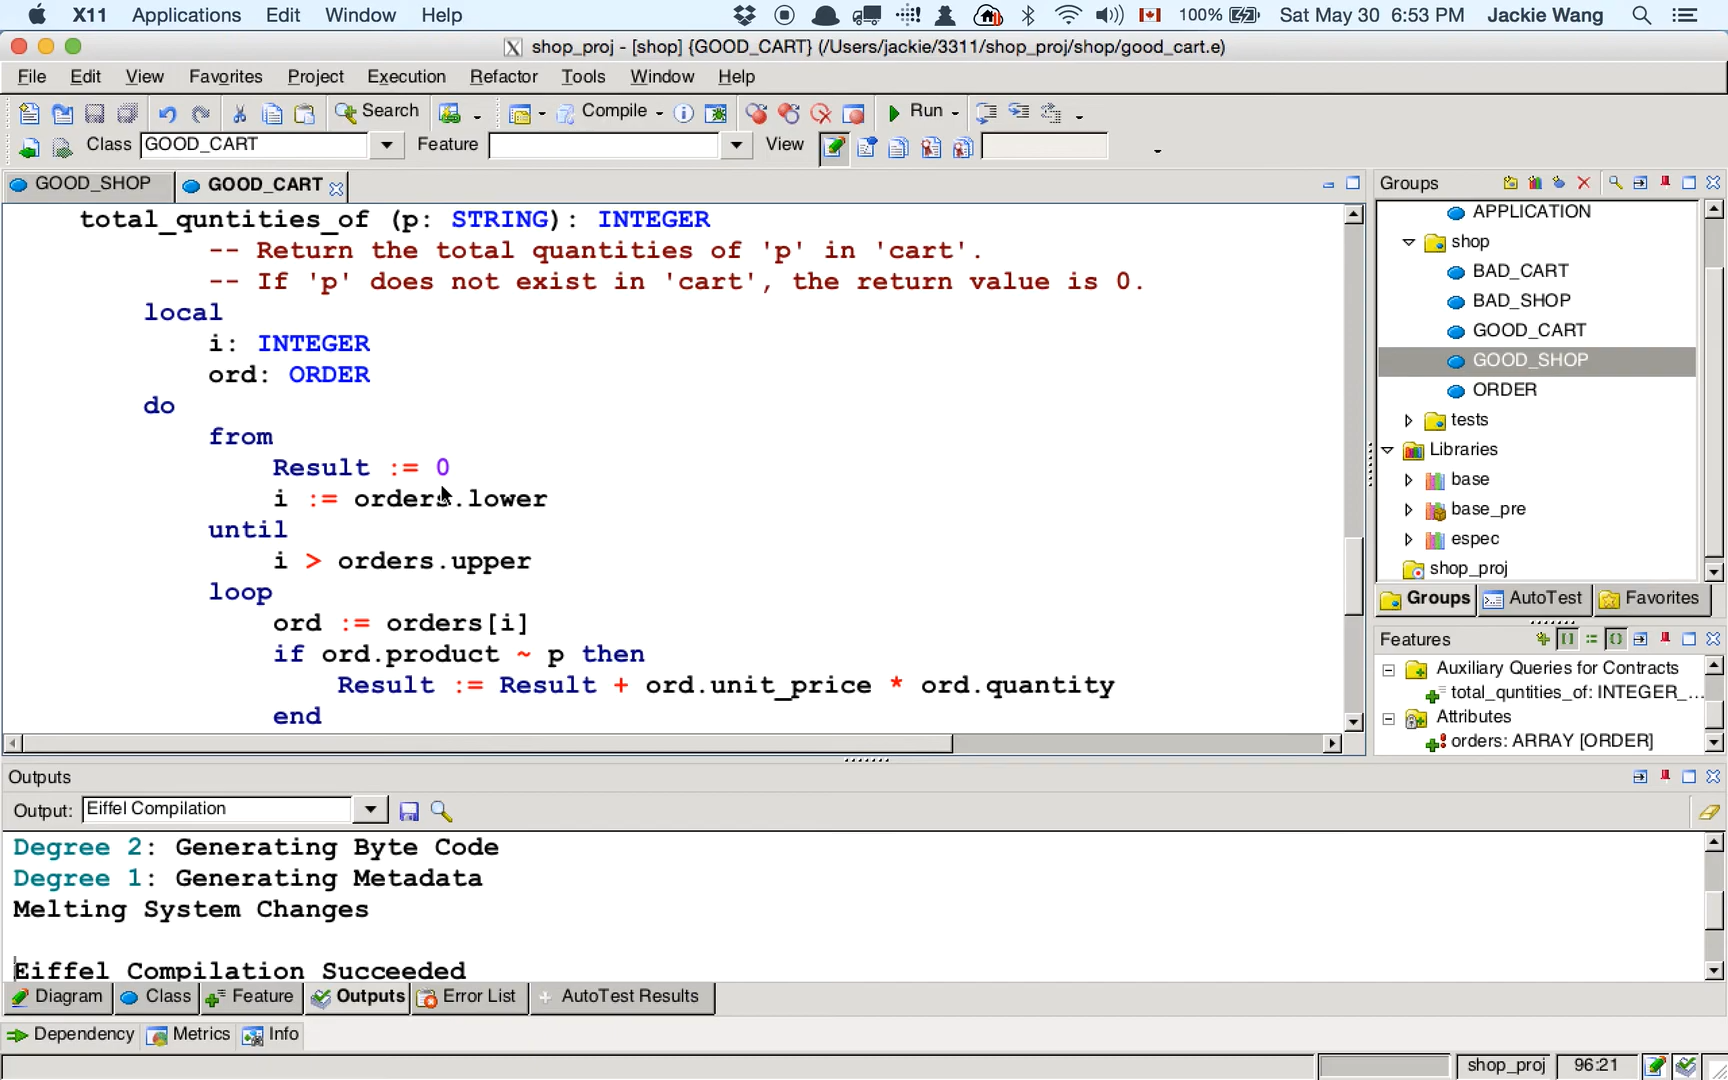 X11 Applications Edit Window Help 100% Sat May 30 6:53 PM Jackie Wang
shop_proj - [shop] {GOOD_CART} (/Users/jackie/3311/shop_proj/shop/good_cart.e)
File Edit View Favorites Project Execution Refactor Tools Window Help
Search Compile Run
Class GOOD_CART Feature View
GOOD_SHOP GOOD_CART
total_quntities_of (p: STRING): INTEGER
-- Return the total quantities of 'p' in 'cart'.
-- If 'p' does not exist in 'cart', the return value is 0.
local
i: INTEGER
ord: ORDER
do
from
Result := 0
i := orders.lower
until
i > orders.upper
loop
ord := orders[i]
if ord.product ~ p then
Result := Result + ord.unit_price * ord.quantity
end
Groups
APPLICATION
shop
BAD_CART
BAD_SHOP
GOOD_CART
GOOD_SHOP
ORDER
tests
Libraries
base
base_pre
espec
shop_proj
Groups AutoTest Favorites
Features
Auxiliary Queries for Contracts
total_quntities_of: INTEGER_...
Attributes
orders: ARRAY [ORDER]
Outputs
Output: Eiffel Compilation
Degree 2: Generating Byte Code
Degree 1: Generating Metadata
Melting System Changes
Eiffel Compilation Succeeded
Diagram Class Feature Outputs Error List AutoTest Results
Dependency Metrics Info
shop_proj 96:21